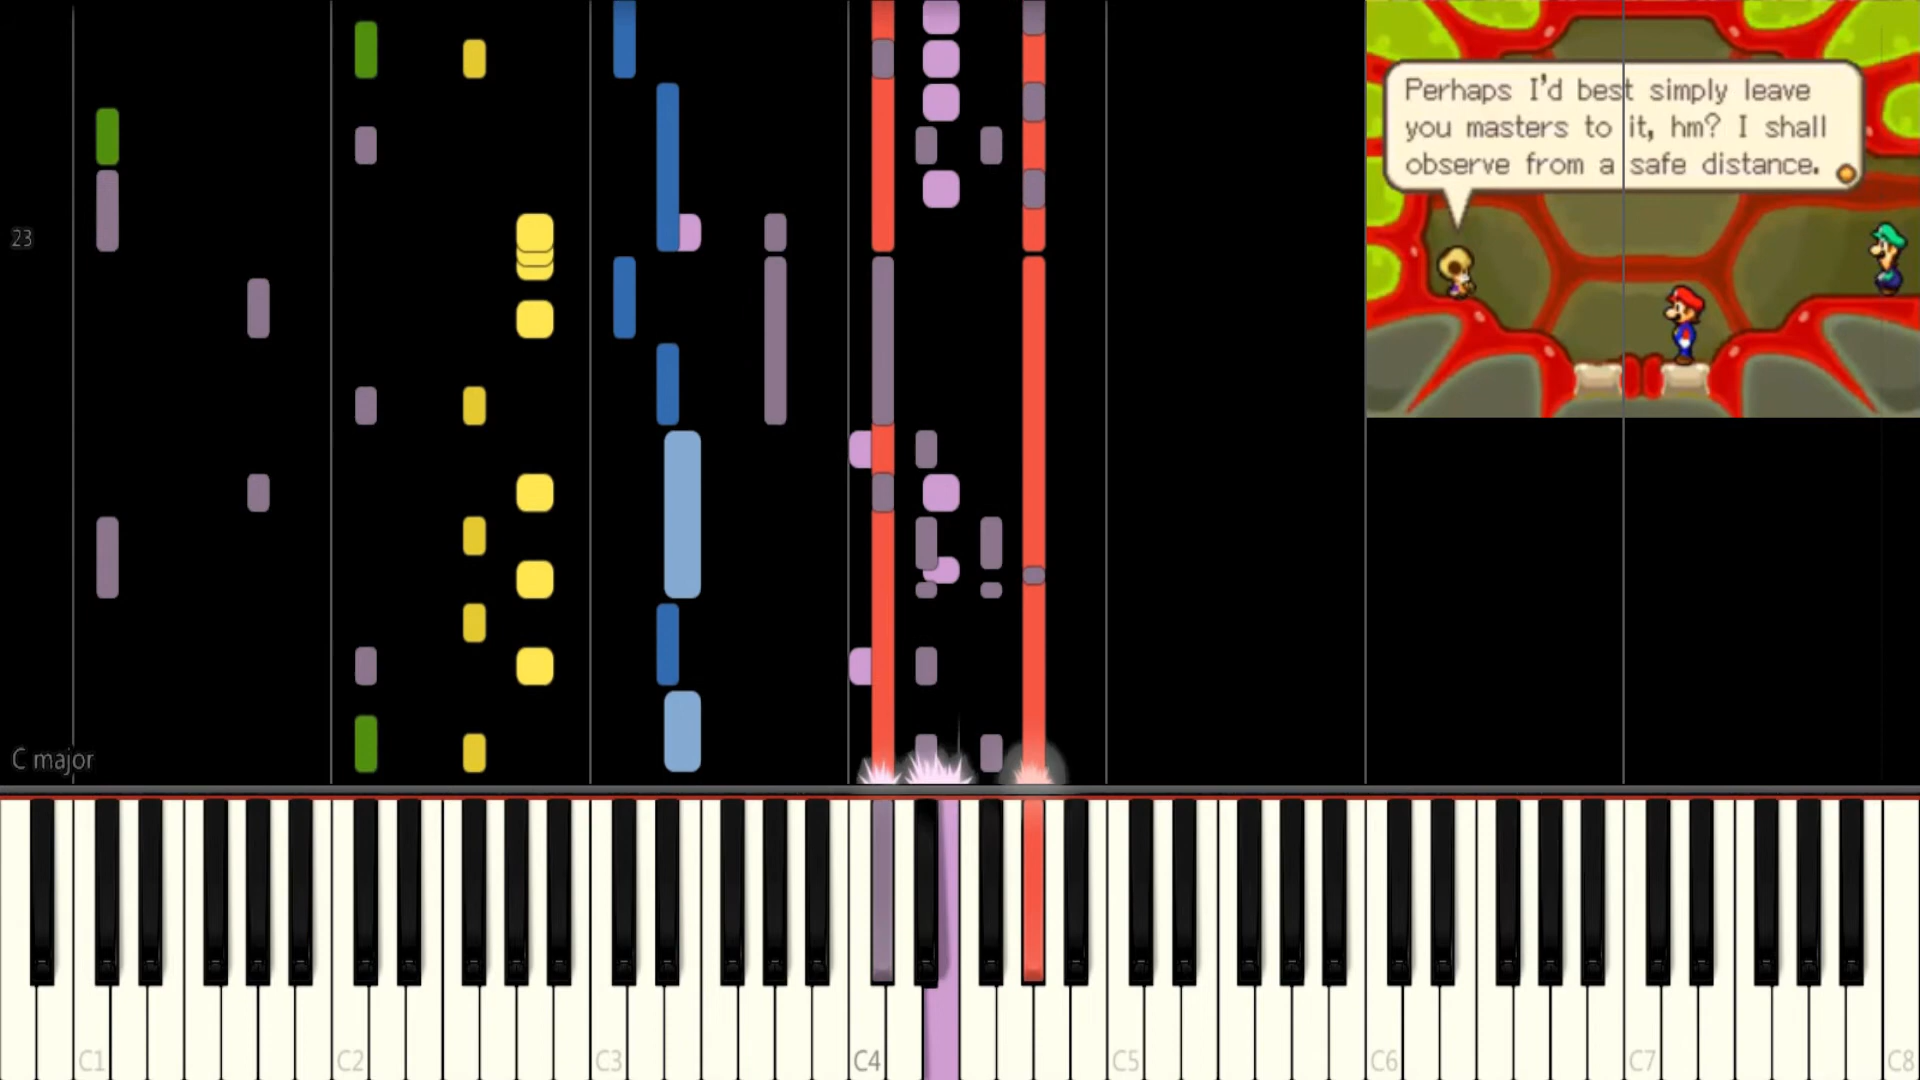 Perhaps I'd best simply leave
you masters to it, hm? I shall
observe from a safe distance.
23
C major
C1 C2 C3 C4 C5 C6 C7 C8